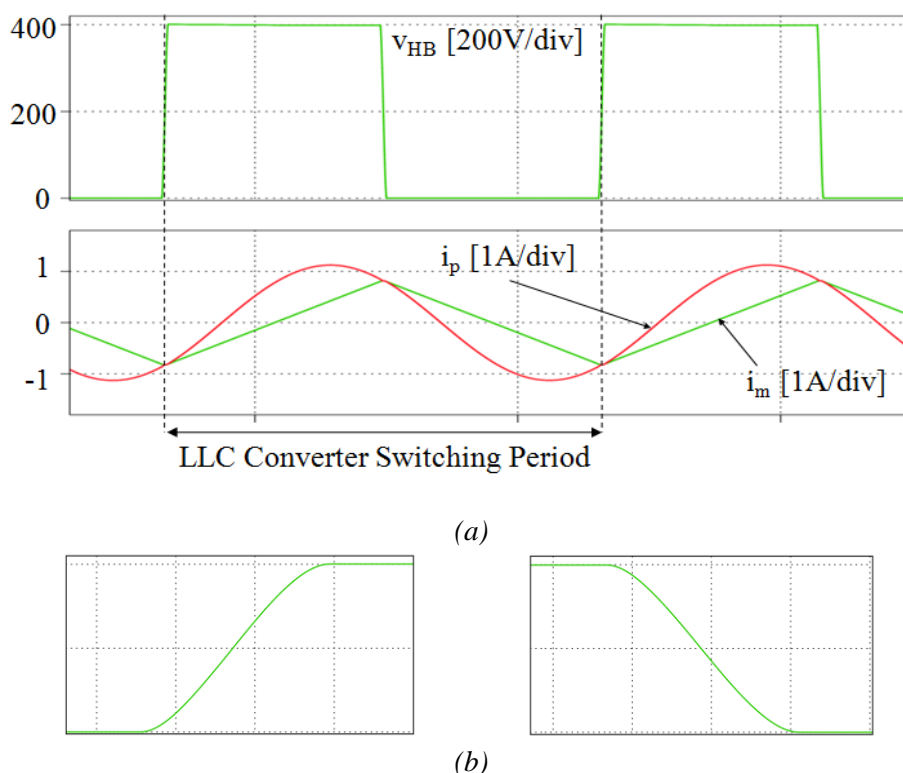 400
v_HB [200V/div]
200
0
1
i_p [1A/div]
0
-1
i_m [1A/div]
LLC Converter Switching Period
(a)
(b)